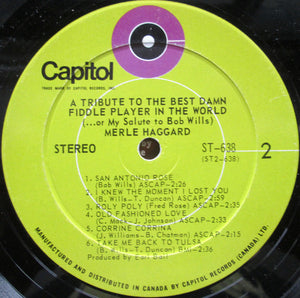 Capitol
TRADE MARK OF CAPITOL RECORDS, INC.
A TRIBUTE TO THE BEST DAMN
FIDDLE PLAYER IN THE WORLD
(...or My Salute to Bob Wills)
MERLE HAGGARD
STEREO
ST-638
(ST2-638)
2
1. SAN ANTONIO ROSE
(Bob Wills) ASCAP-2:26
2. I KNEW THE MOMENT I LOST YOU
(B. Wills-T. Duncan) ASCAP-2:59
3. ROLY POLY (Fred Rose) ASCAP-2:35
4. OLD FASHIONED LOVE
(C. Mack-J. Johnson) ASCAP-2:34
5. CORRINE CORRINA
(J. Williams-B. Chatman) ASCAP-2:15
6. TAKE ME BACK TO TULSA
(B. Wills-T. Duncan) BMI-2:36
Produced by Earl Ball
MANUFACTURED AND DISTRIBUTED IN CANADA BY CAPITOL RECORDS (CANADA) LTD.